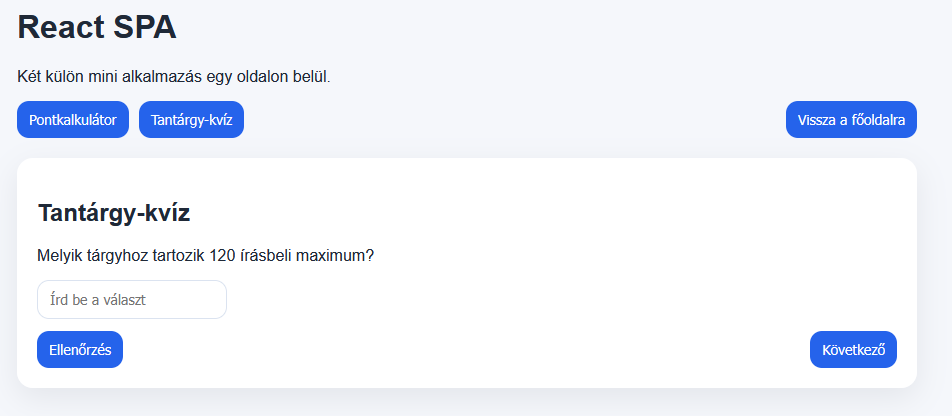 React SPA
Két külön mini alkalmazás egy oldalon belül.
Pontkalkulátor Tantárgy-kvíz Vissza a főoldalra
Tantárgy-kvíz
Melyik tárgyhoz tartozik 120 írásbeli maximum?
Írd be a választ
Ellenőrzés Következő